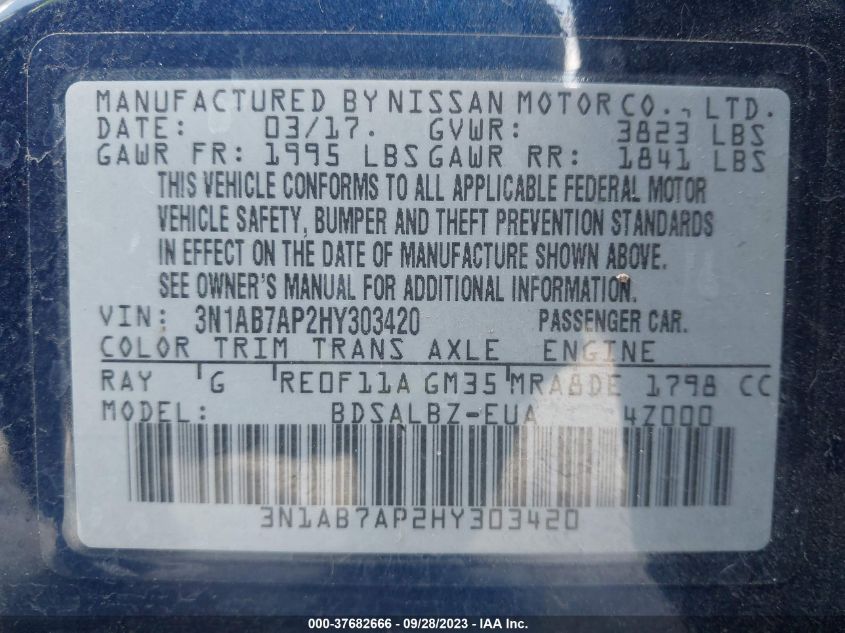 MANUFACTURED BY NISSAN MOTOR CO., LTD.
DATE: 03/17. GVWR: 3823 LBS
GAWR FR: 1995 LBS GAWR RR: 1841 LBS
THIS VEHICLE CONFORMS TO ALL APPLICABLE FEDERAL MOTOR
VEHICLE SAFETY, BUMPER AND THEFT PREVENTION STANDARDS
IN EFFECT ON THE DATE OF MANUFACTURE SHOWN ABOVE.
SEE OWNER'S MANUAL FOR ADDITIONAL INFORMATION.
VIN: 3N1AB7AP2HY303420 PASSENGER CAR.
COLOR TRIM TRANS AXLE ENGINE
RAY G RE0F11A GM35 MRA8DE 1798 CC
MODEL: BDSALBZ-EUA 4Z000
3N1AB7AP2HY303420
000-37682666 - 09/28/2023 - IAA Inc.